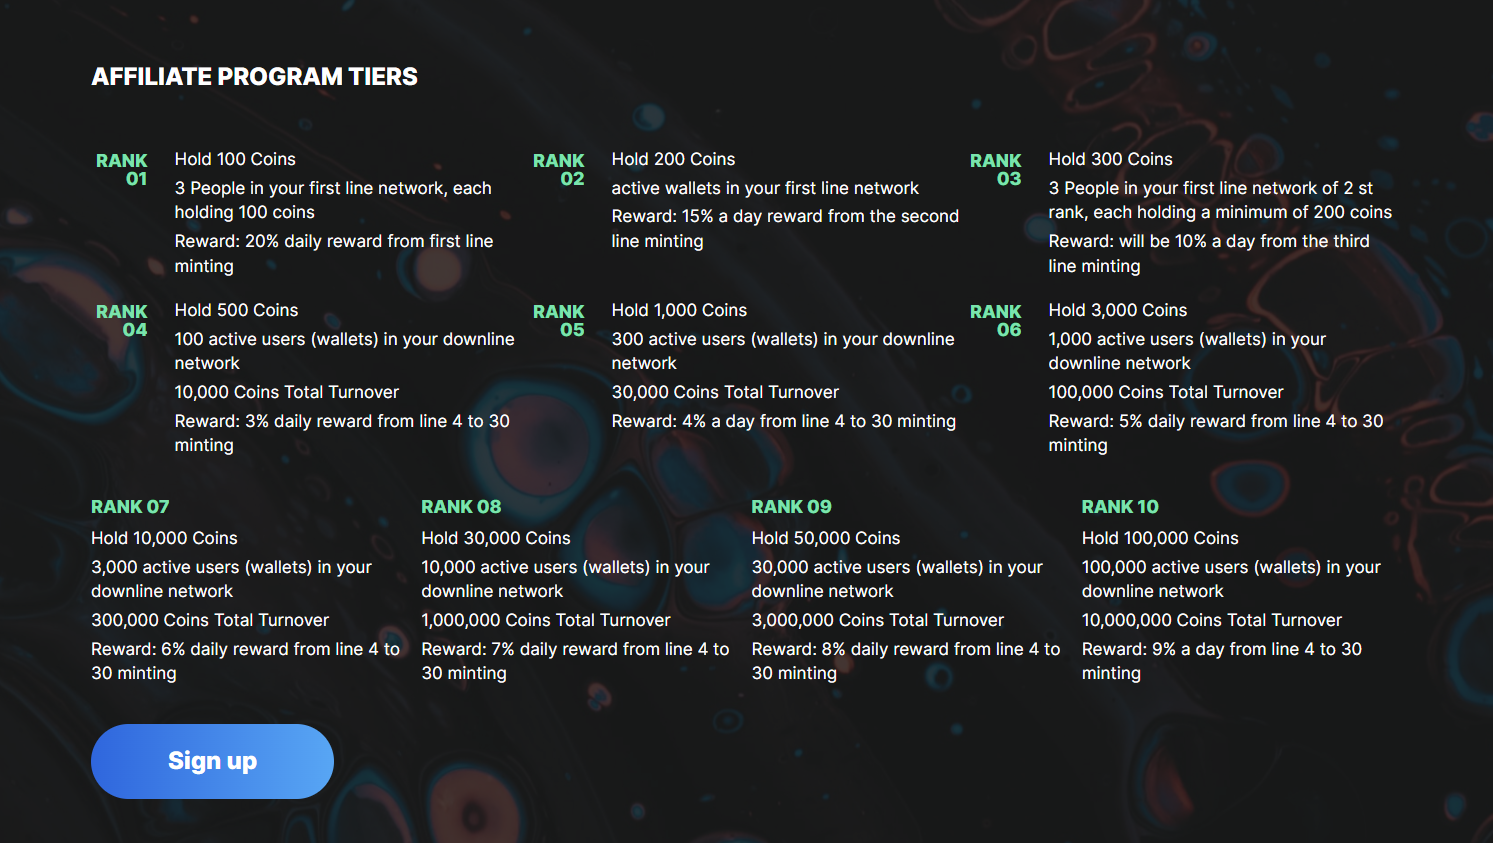 AFFILIATE PROGRAM TIERS
RANK
01
Hold 100 Coins
3 People in your first line network, each
holding 100 coins
Reward: 20% daily reward from first line
minting
RANK
02
Hold 200 Coins
active wallets in your first line network
Reward: 15% a day reward from the second
line minting
RANK
03
Hold 300 Coins
3 People in your first line network of 2 st
rank, each holding a minimum of 200 coins
Reward: will be 10% a day from the third
line minting
RANK
04
Hold 500 Coins
100 active users (wallets) in your downline
network
10,000 Coins Total Turnover
Reward: 3% daily reward from line 4 to 30
minting
RANK
05
Hold 1,000 Coins
300 active users (wallets) in your downline
network
30,000 Coins Total Turnover
Reward: 4% a day from line 4 to 30 minting
RANK
06
Hold 3,000 Coins
1,000 active users (wallets) in your
downline network
100,000 Coins Total Turnover
Reward: 5% daily reward from line 4 to 30
minting
RANK 07
Hold 10,000 Coins
3,000 active users (wallets) in your
downline network
300,000 Coins Total Turnover
Reward: 6% daily reward from line 4 to
30 minting
RANK 08
Hold 30,000 Coins
10,000 active users (wallets) in your
downline network
1,000,000 Coins Total Turnover
Reward: 7% daily reward from line 4 to
30 minting
RANK 09
Hold 50,000 Coins
30,000 active users (wallets) in your
downline network
3,000,000 Coins Total Turnover
Reward: 8% daily reward from line 4 to
30 minting
RANK 10
Hold 100,000 Coins
100,000 active users (wallets) in your
downline network
10,000,000 Coins Total Turnover
Reward: 9% a day from line 4 to 30
minting
Sign up